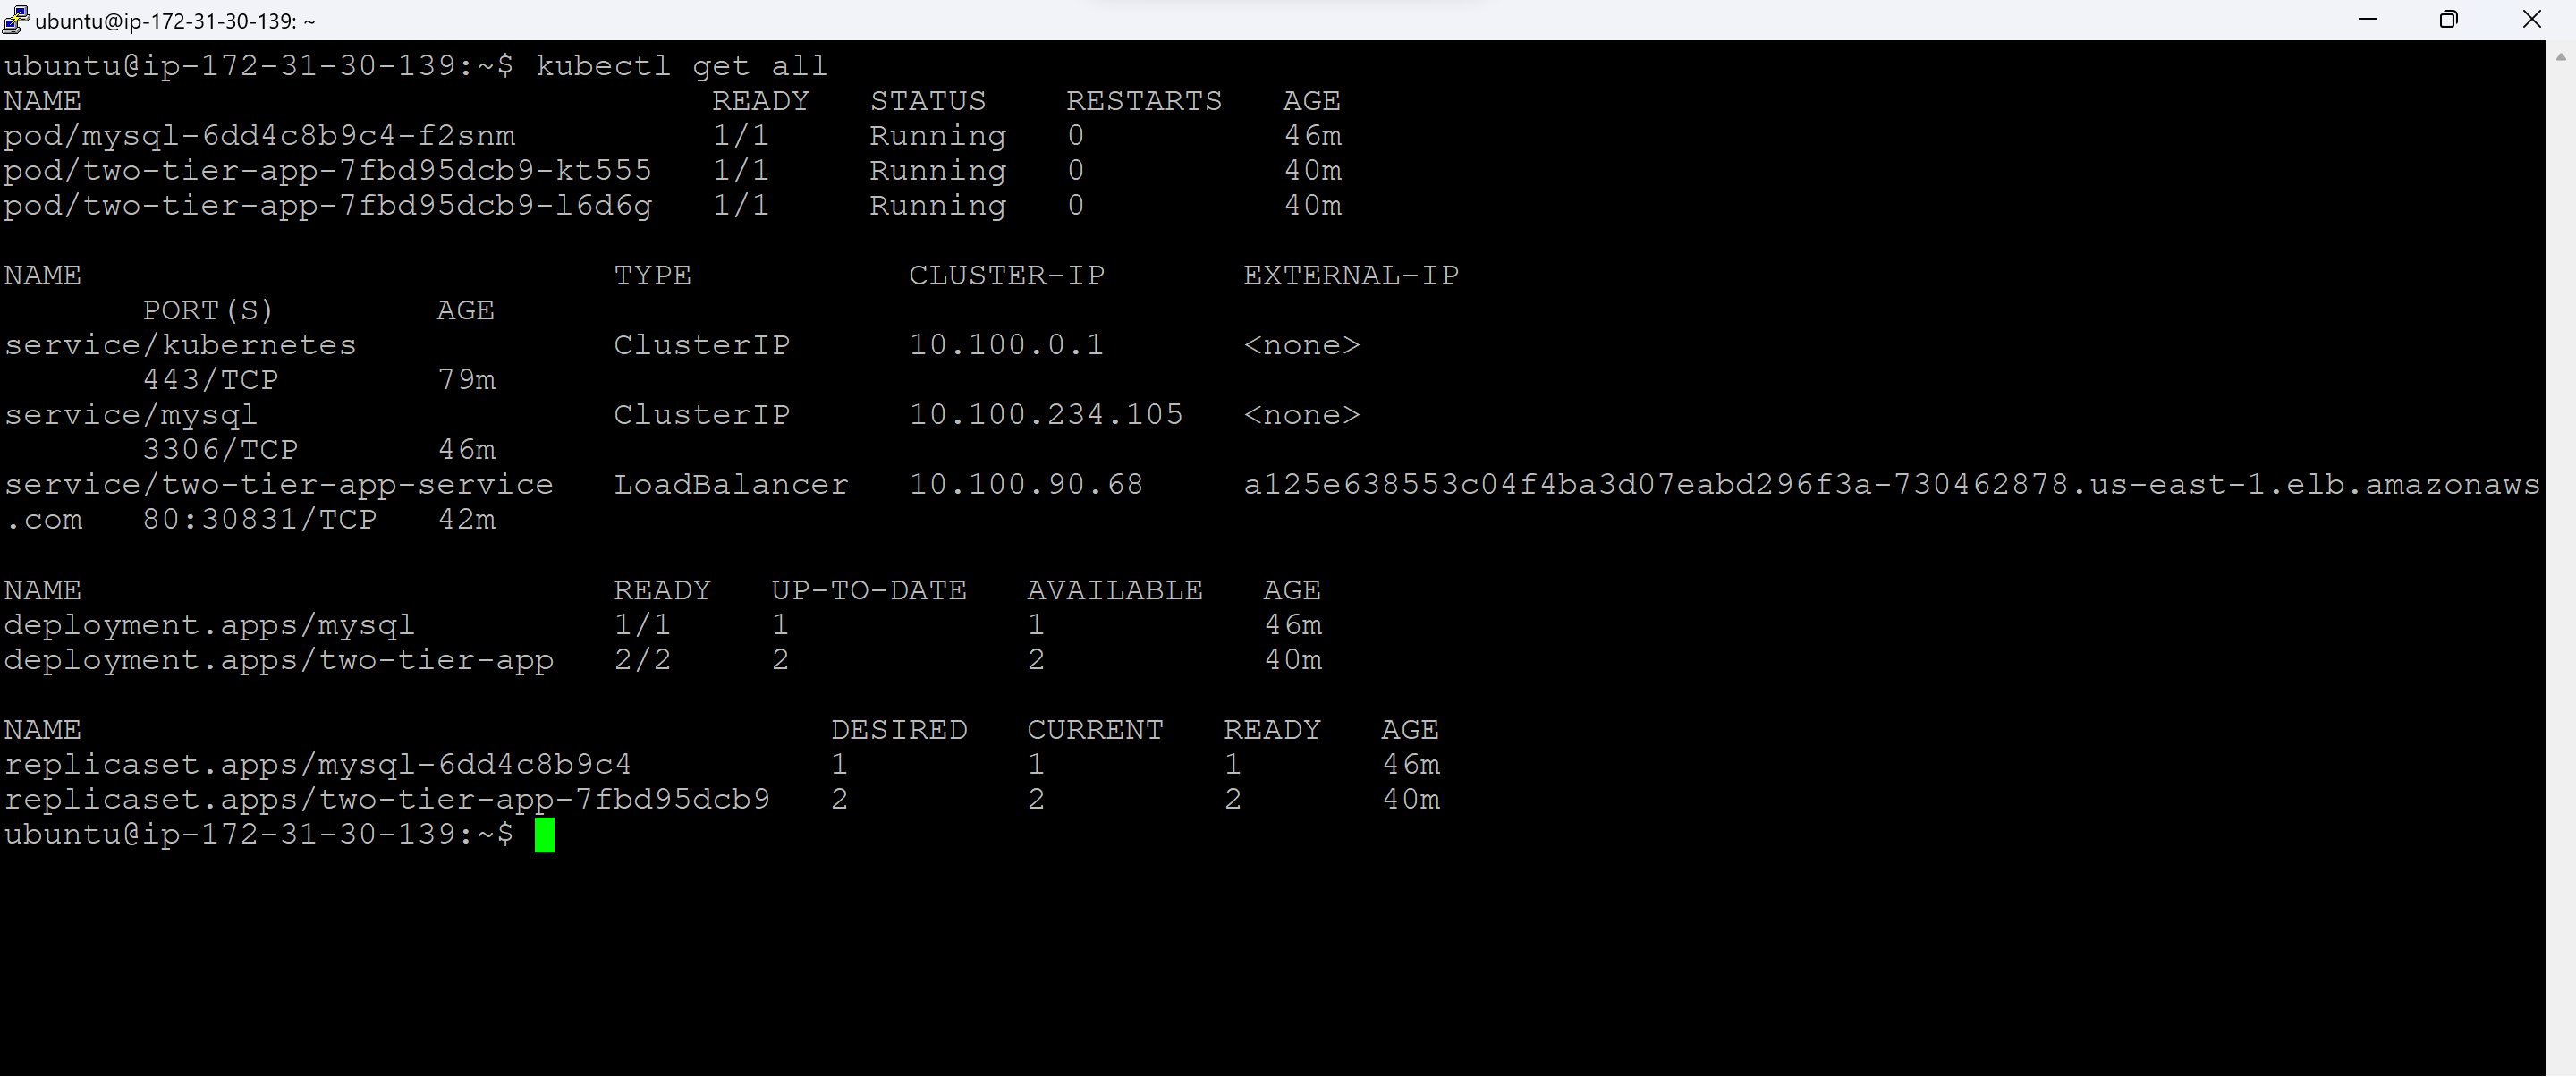 ubuntu@ip-172-31-30-139: ~
ubuntu@ip-172-31-30-139:~$ kubectl get all
NAME                                READY   STATUS    RESTARTS   AGE
pod/mysql-6dd4c8b9c4-f2snm          1/1     Running   0          46m
pod/two-tier-app-7fbd95dcb9-kt555   1/1     Running   0          40m
pod/two-tier-app-7fbd95dcb9-l6d6g   1/1     Running   0          40m
NAME                           TYPE           CLUSTER-IP       EXTERNAL-IP
       PORT(S)        AGE
service/kubernetes             ClusterIP      10.100.0.1       <none>
       443/TCP        79m
service/mysql                  ClusterIP      10.100.234.105   <none>
       3306/TCP       46m
service/two-tier-app-service   LoadBalancer   10.100.90.68     a125e638553c04f4ba3d07eabd296f3a-730462878.us-east-1.elb.amazonaws
.com   80:30831/TCP   42m
NAME                           READY   UP-TO-DATE   AVAILABLE   AGE
deployment.apps/mysql          1/1     1            1           46m
deployment.apps/two-tier-app   2/2     2            2           40m
NAME                                      DESIRED   CURRENT   READY   AGE
replicaset.apps/mysql-6dd4c8b9c4          1         1         1       46m
replicaset.apps/two-tier-app-7fbd95dcb9   2         2         2       40m
ubuntu@ip-172-31-30-139:~$